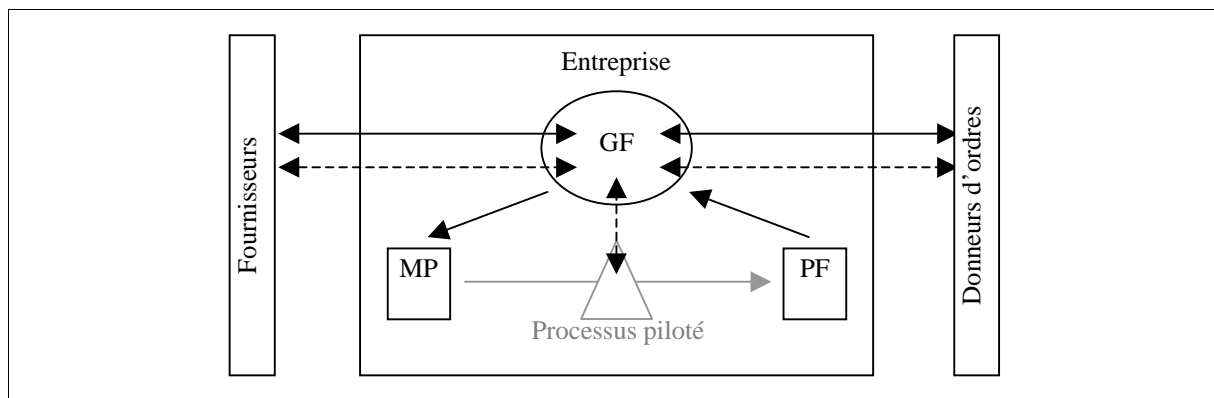 Entreprise
Fournisseurs
GF
Donneurs d'ordres
MP
PF
Processus piloté